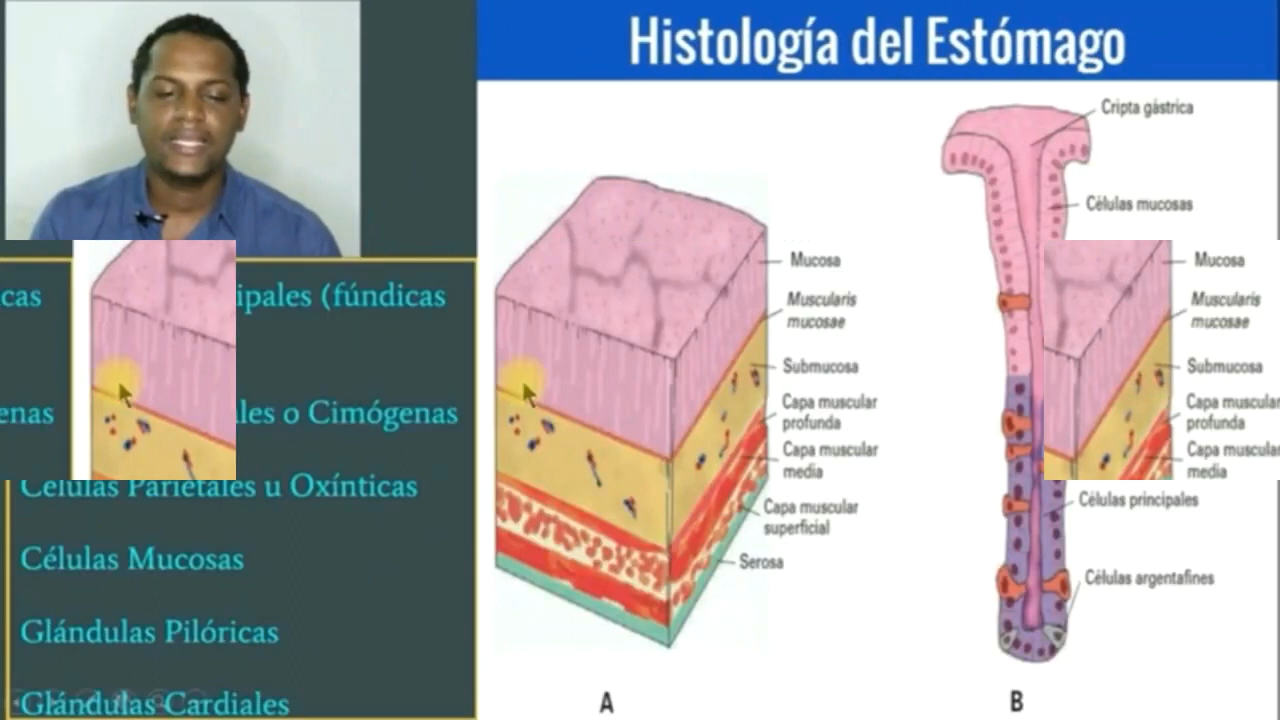 Histología del Estómago
Cripta gástrica
Células mucosas
Mucosa
Muscularis
mucosae
Submucosa
Capa muscular
profunda
Capa muscular
media
Capa muscular
superficial
Serosa
A
Mucosa
Muscularis
mucosae
Submucosa
Capa muscular
profunda
Capa muscular
media
Células principales
Células argentafines
B
cas
ipales (fúndicas
enas
les o Cimógenas
Células Parietales u Oxínticas
Células Mucosas
Glándulas Pilóricas
Glándulas Cardiales